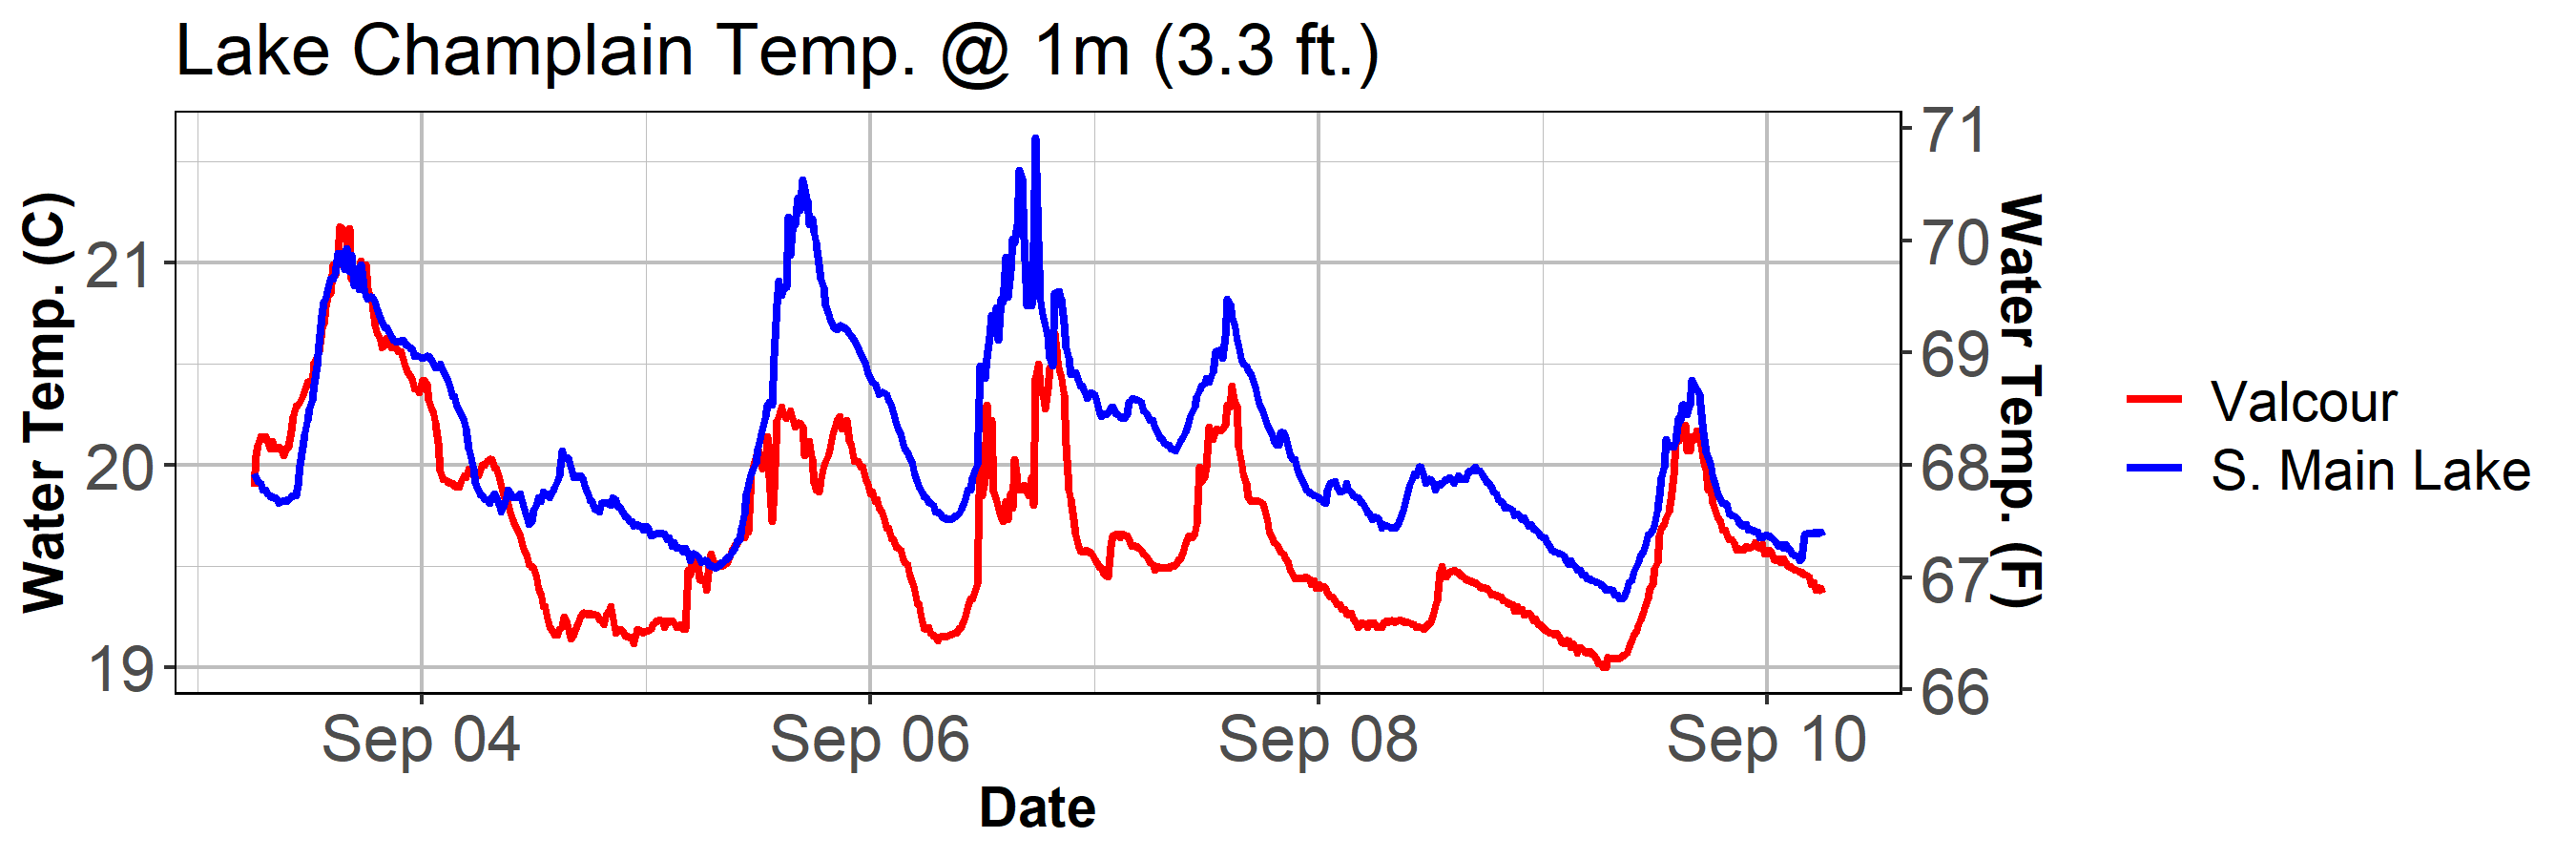 Lake Champlain Temp. @ 1m (3.3 ft.)
Water Temp. (C)
21
20
19
71
70
69
68
67
66
Water Temp. (F)
Sep 04
Sep 06
Sep 08
Sep 10
Date
Valcour
S. Main Lake